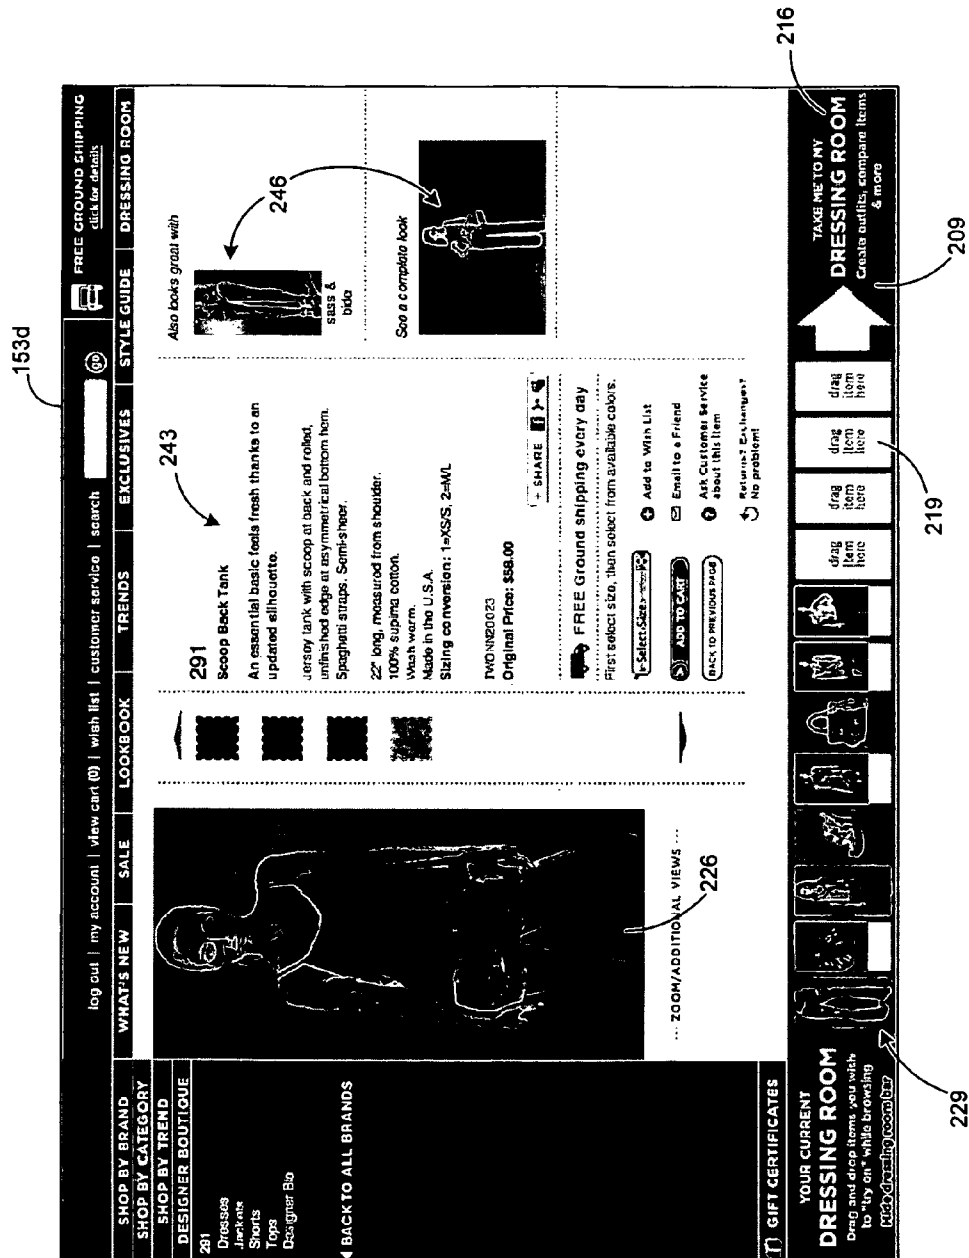 153d
FREE GROUND SHIPPING
click for details
log out | my account | view cart (0) | wish list | customer service | search
go
SHOP BY BRAND
WHAT'S NEW
SALE
LOOKBOOK
TRENDS
EXCLUSIVES
STYLE GUIDE
DRESSING ROOM
SHOP BY CATEGORY
SHOP BY TREND
DESIGNER BOUTIQUE
291
Dresses
Jackets
Shorts
Tops
Designer Bio
BACK TO ALL BRANDS
GIFT CERTIFICATES
... ZOOM/ADDITIONAL VIEWS ...
226
243
291
Scoop Back Tank
An essential basic feels fresh thanks to an
updated silhouette.
Jersey tank with scoop at back and rolled,
unfinished edge at asymmetrical bottom hem.
Spaghetti straps. Semi-sheer.
22" long, measured from shoulder.
100% supima cotton.
Wash warm.
Made in the U.S.A.
Sizing conversion: 1=XS/S, 2=M/L
TWONN20023
Original Price: $58.00
+ SHARE
FREE Ground shipping every day
First select size, then select from available colors.
Select Size
Add to Wish List
ADD TO CART
Email to a Friend
BACK TO PREVIOUS PAGE
Ask Customer Service
about this item
Returns? Exchanges?
No problem!
Also looks great with
246
sass &
bide
See a complete look
YOUR CURRENT
DRESSING ROOM
Drag and drop items you wish
to "try on" while browsing
Hide dressing room bar
229
drag
item
here
drag
item
here
drag
item
here
drag
item
here
219
TAKE ME TO MY
DRESSING ROOM
Create outfits, compare items
& more
216
209